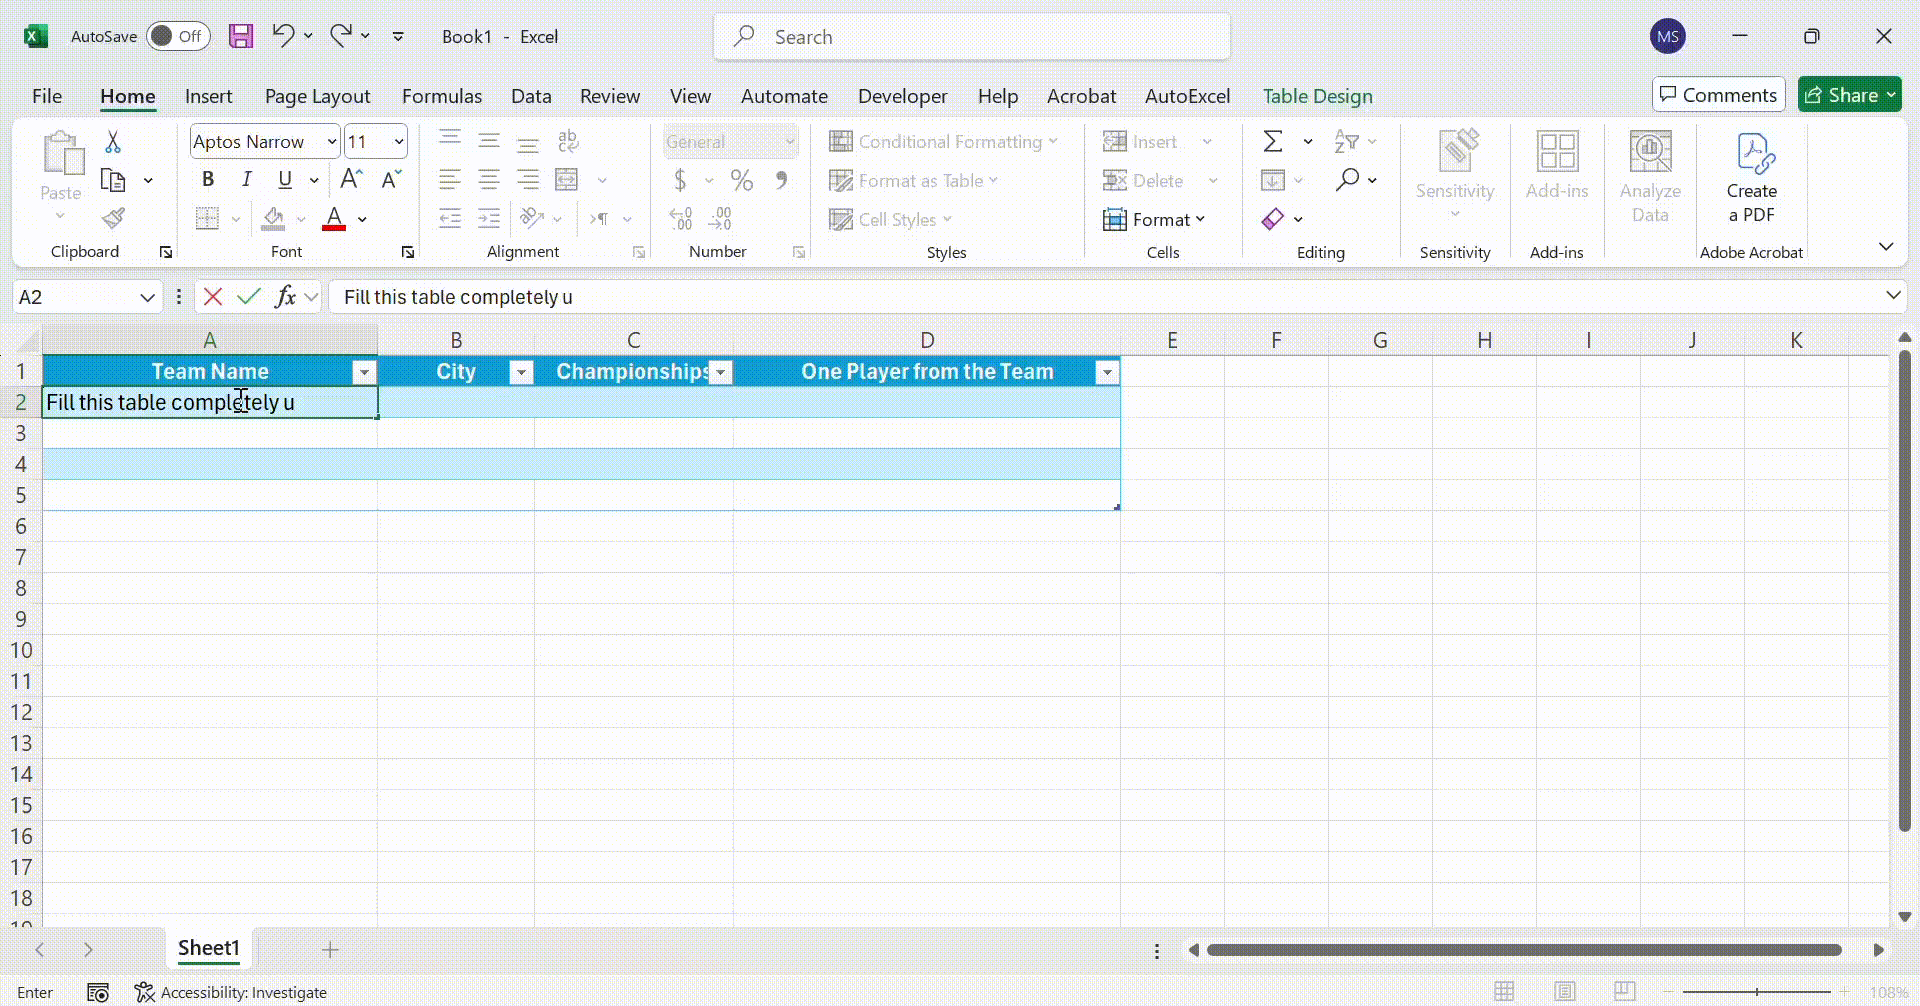 AutoSave Off Book1 - Excel Search MS
File Home Insert Page Layout Formulas Data Review View Automate Developer Help Acrobat AutoExcel Table Design Comments Share
Paste
Clipboard
Aptos Narrow 11
B I U A A
A
Font
ab
Alignment
General
$ % 9
Number
Conditional Formatting
Format as Table
Cell Styles
Styles
Insert
Delete
Format
Cells
Editing
Sensitivity
Sensitivity
Add-ins
Add-ins
Analyze
Data
Create
a PDF
Adobe Acrobat
A2 fx Fill this table completely u
A B C D E F G H I J K
1 Team Name City Championships One Player from the Team
2 Fill this table completely u
3
4
5
6
7
8
9
10
11
12
13
14
15
16
17
18
Sheet1
Enter Accessibility: Investigate 108%